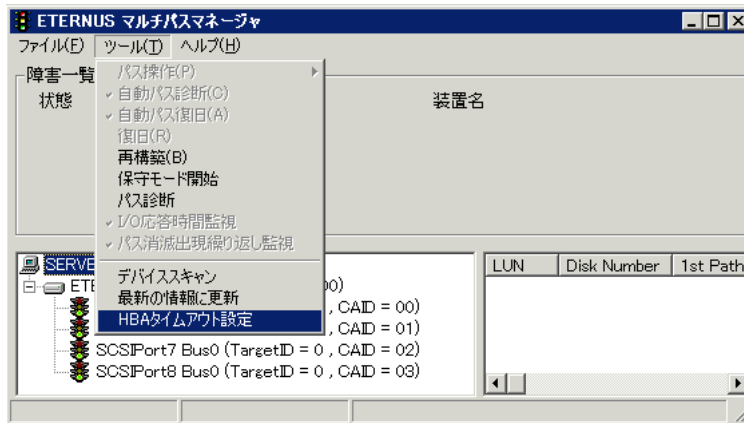 ETERNUS マルチパスマネージャ
ファイル(F) ツール(T) ヘルプ(H)
障害一覧
状態 装置名
パス操作(P)
自動パス診断(C)
自動パス復旧(A)
復旧(R)
再構築(B)
保守モード開始
パス診断
I/O応答時間監視
パス消滅出現繰り返し監視
デバイススキャン
最新の情報に更新
HBAタイムアウト設定
SERVE
ETE 00)
, CAID = 00)
, CAID = 01)
SCSIPort7 Bus0 (TargetID = 0 , CAID = 02)
SCSIPort8 Bus0 (TargetID = 0 , CAID = 03)
LUN Disk Number 1st Path